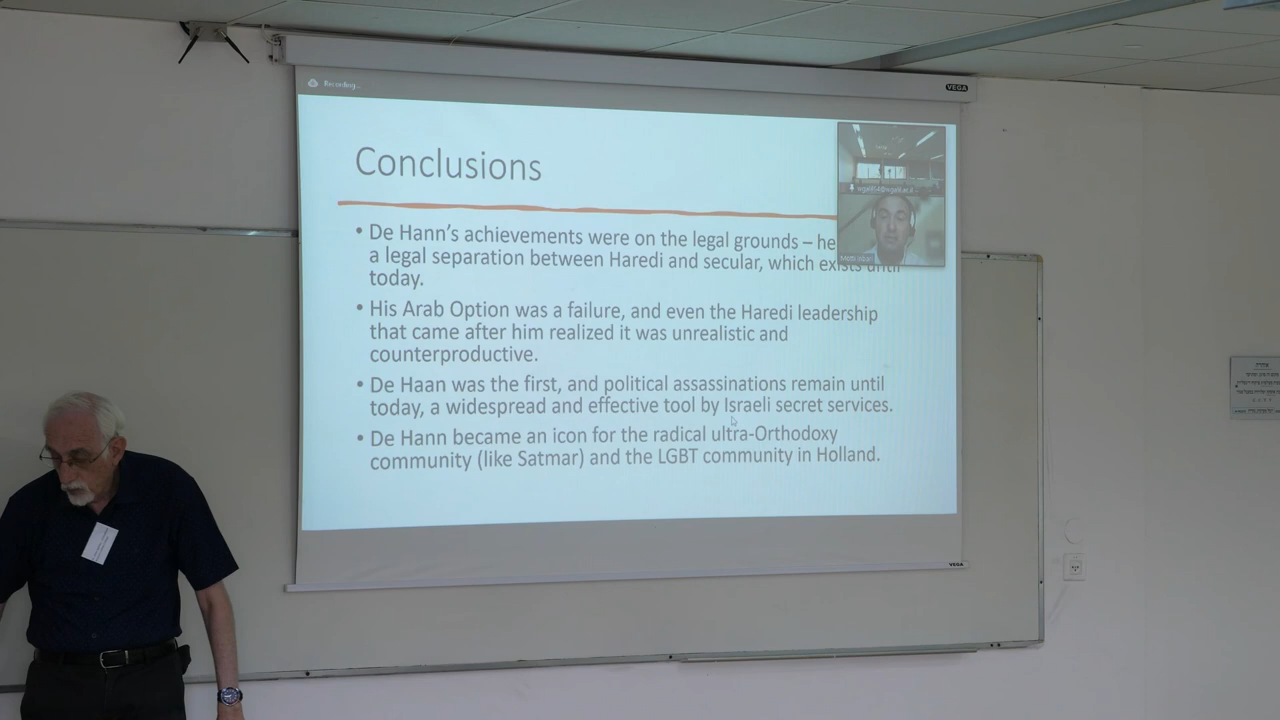 Recording...
VEGA
Conclusions
• De Hann's achievements were on the legal grounds – he
a legal separation between Haredi and secular, which exists until
today.
• His Arab Option was a failure, and even the Haredi leadership
that came after him realized it was unrealistic and
counterproductive.
• De Haan was the first, and political assassinations remain until
today, a widespread and effective tool by Israeli secret services.
• De Hann became an icon for the radical ultra-Orthodoxy
community (like Satmar) and the LGBT community in Holland.
VEGA